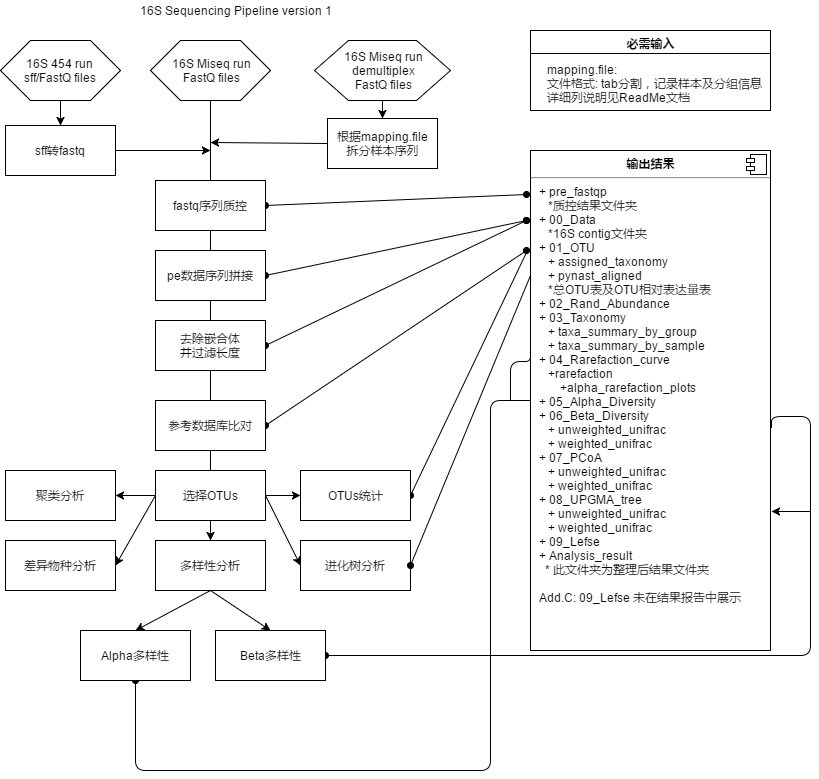 16S Sequencing Pipeline version 1
16S 454 run
sff/FastQ files
16S Miseq run
FastQ files
16S Miseq run
demultiplex
FastQ files
sff转fastq
根据mapping.file
拆分样本序列
fastq序列质控
pe数据序列拼接
去除嵌合体
并过滤长度
参考数据库比对
聚类分析
选择OTUs
OTUs统计
差异物种分析
多样性分析
进化树分析
Alpha多样性
Beta多样性
必需输入
mapping.file:
文件格式: tab分割，记录样本及分组信息
详细列说明见ReadMe文档
输出结果
+ pre_fastqp
*质控结果文件夹
+ 00_Data
*16S contig文件夹
+ 01_OTU
+ assigned_taxonomy
+ pynast_aligned
*总OTU表及OTU相对表达量表
+ 02_Rand_Abundance
+ 03_Taxonomy
+ taxa_summary_by_group
+ taxa_summary_by_sample
+ 04_Rarefaction_curve
+rarefaction
+alpha_rarefaction_plots
+ 05_Alpha_Diversity
+ 06_Beta_Diversity
+ unweighted_unifrac
+ weighted_unifrac
+ 07_PCoA
+ unweighted_unifrac
+ weighted_unifrac
+ 08_UPGMA_tree
+ unweighted_unifrac
+ weighted_unifrac
+ 09_Lefse
+ Analysis_result
* 此文件夹为整理后结果文件夹
Add.C: 09_Lefse 未在结果报告中展示